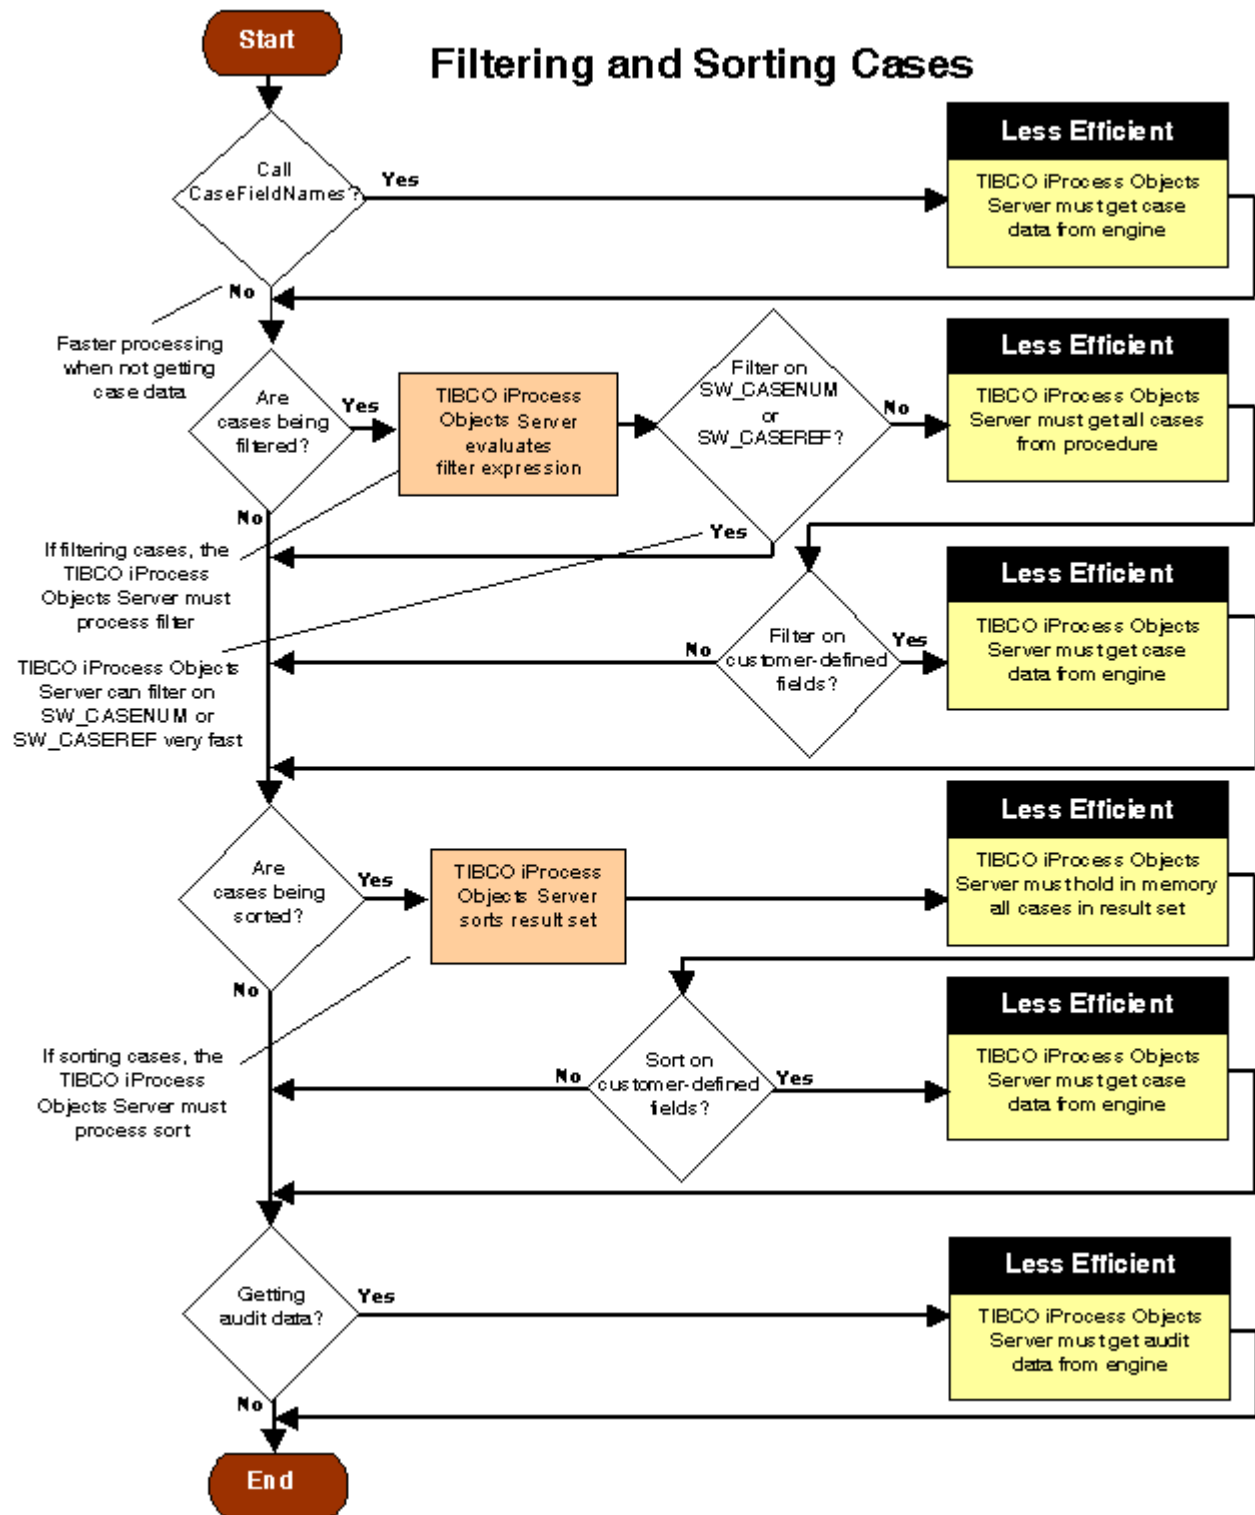 Start
Filtering and Sorting Cases
Call
CaseFieldNames?
Yes
Less Efficient
TIBCO iProcess Objects
Server must get case
data from engine
No
Faster processing
when not getting
case data
Are
cases being
filtered?
Yes
TIBCO iProcess
Objects Server
evaluates
filter expression
Filter on
SW_CASENUM
or
SW_CASEREF?
No
Less Efficient
TIBCO iProcess Objects
Server must get all cases
from procedure
No
Yes
If filtering cases, the
TIBCO iProcess
Objects Server must
process filter
Filter on
customer-defined
fields?
No
Yes
Less Efficient
TIBCO iProcess Objects
Server must get case
data from engine
TIBCO iProcess Objects
Server can filter on
SW_CASENUM or
SW_CASEREF very fast
Are
cases being
sorted?
Yes
TIBCO iProcess
Objects Server
sorts result set
Less Efficient
TIBCO iProcess Objects
Server must hold in memory
all cases in result set
No
If sorting cases, the
TIBCO iProcess
Objects Server must
process sort
No
Sort on
customer-defined
fields?
Yes
Less Efficient
TIBCO iProcess Objects
Server must get case
data from engine
Getting
audit data?
Yes
Less Efficient
TIBCO iProcess Objects
Server must get audit
data from engine
No
End